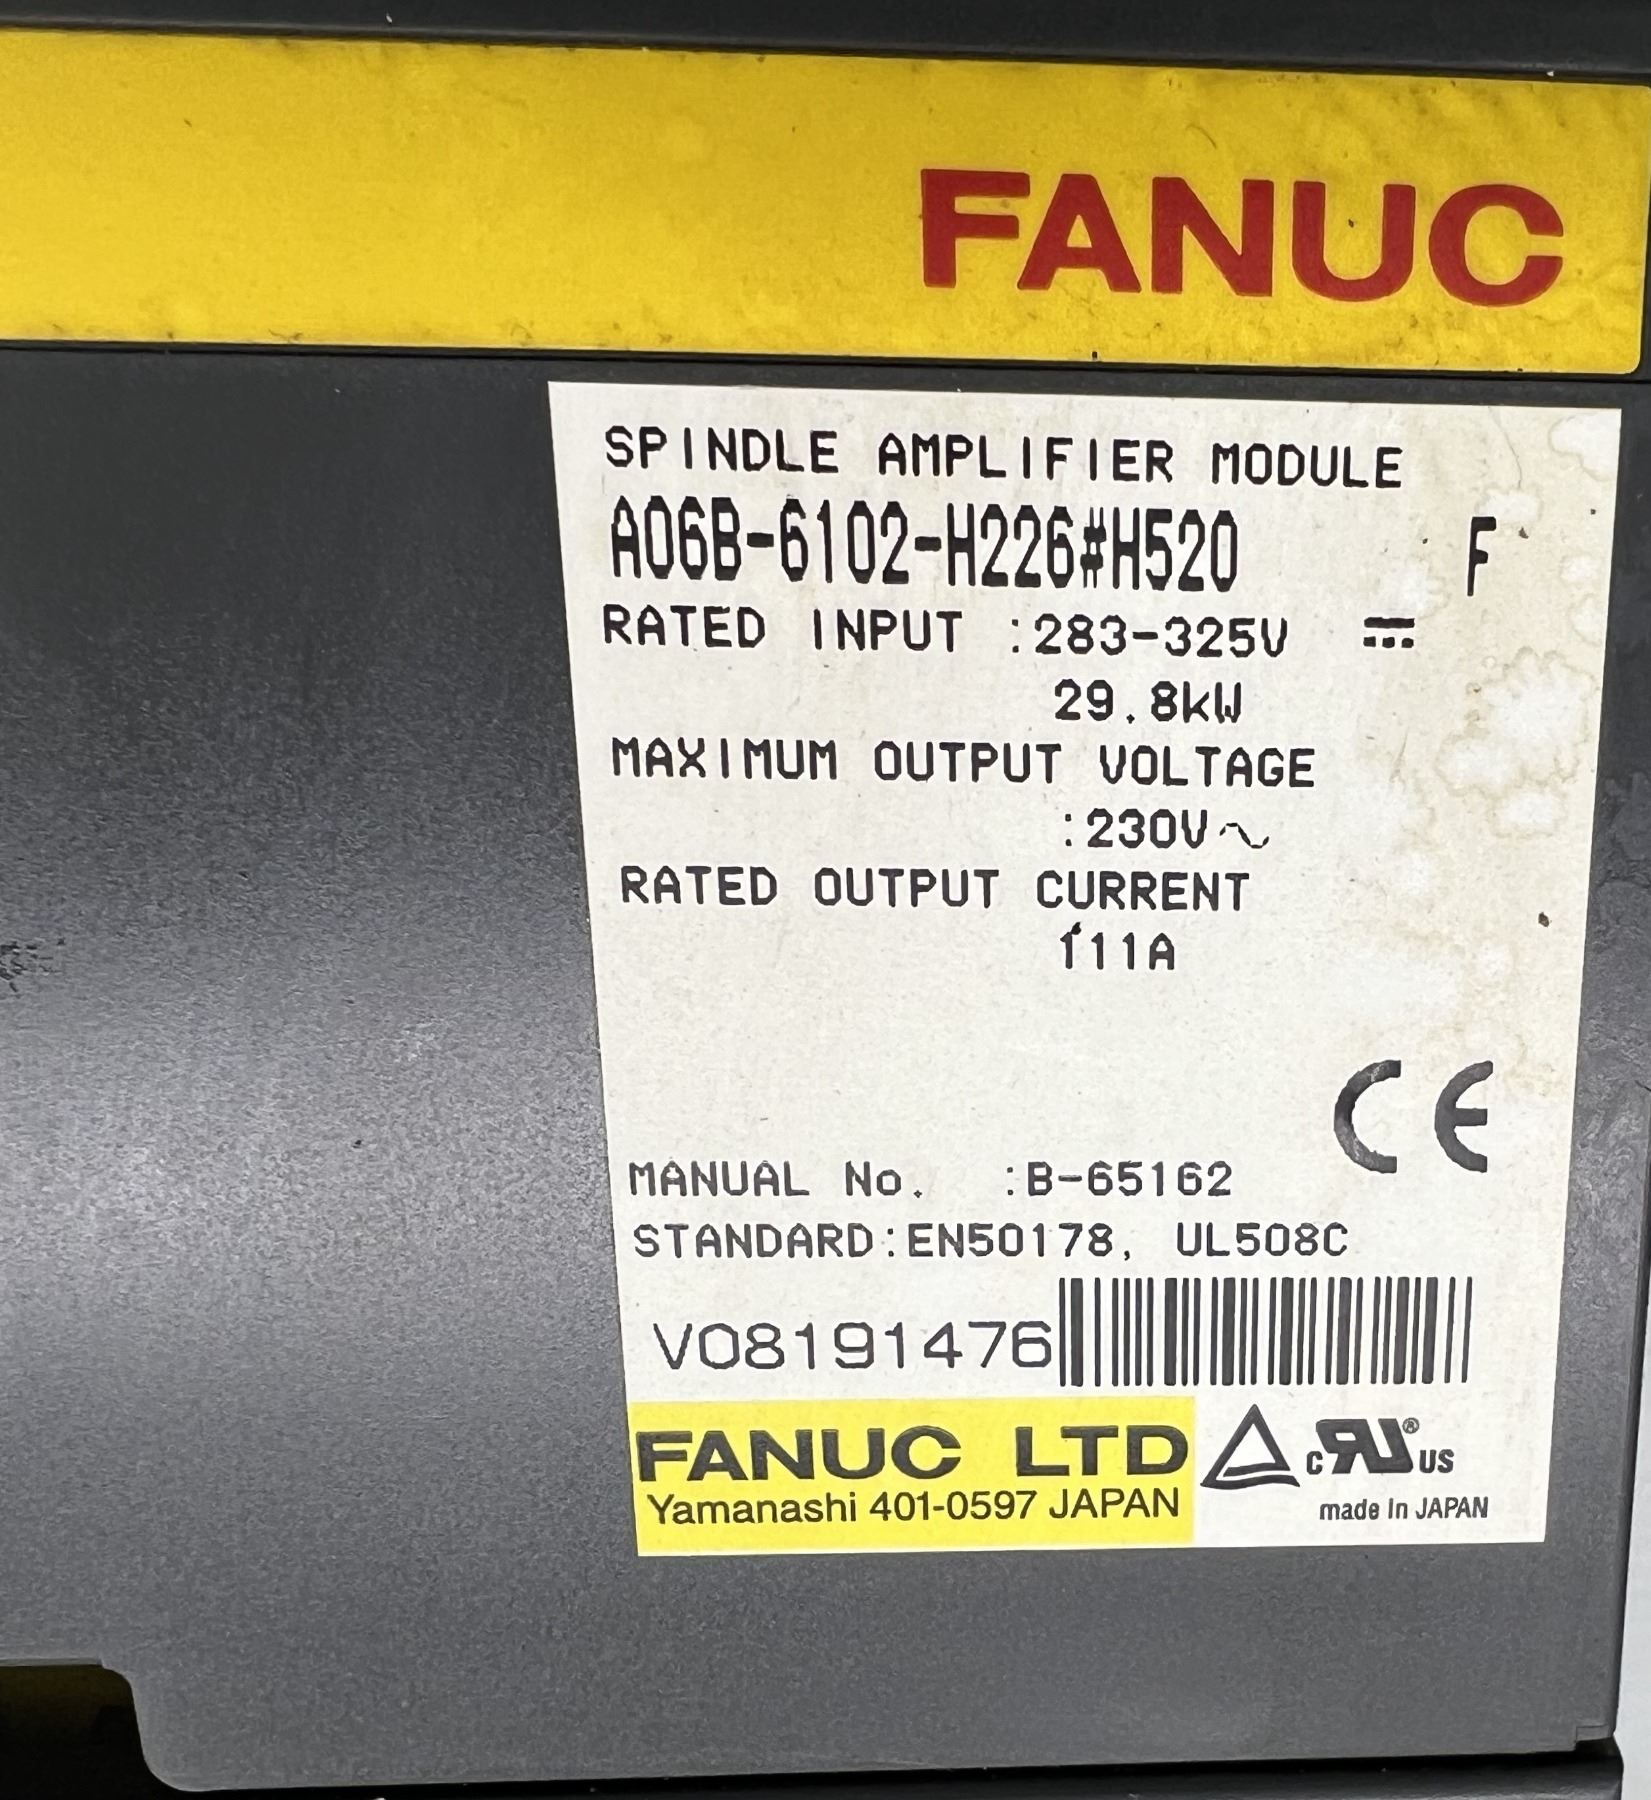 FANUC
SPINDLE AMPLIFIER MODULE
A06B-6102-H226#H520 F
RATED INPUT :283-325V ⎓
29.8kW
MAXIMUM OUTPUT VOLTAGE
:230V∿
RATED OUTPUT CURRENT
111A
CE
MANUAL No. :B-65162
STANDARD:EN50178, UL508C
V08191476
FANUC LTD
Yamanashi 401-0597 JAPAN
c RU® US
made in JAPAN